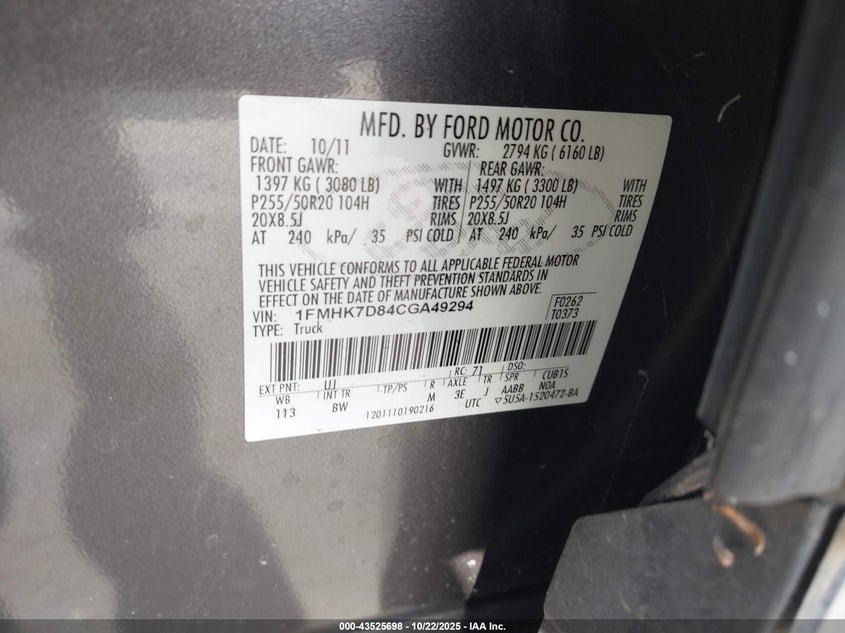 MFD. BY FORD MOTOR CO.
DATE: 10/11 GVWR: 2794 KG ( 6160 LB)
FRONT GAWR: REAR GAWR:
1397 KG ( 3080 LB) WITH 1497 KG ( 3300 LB) WITH
P255/50R20 104H TIRES P255/50R20 104H TIRES
20X8.5J RIMS 20X8.5J RIMS
AT 240 kPa/ 35 PSI COLD AT 240 kPa/ 35 PSI COLD
THIS VEHICLE CONFORMS TO ALL APPLICABLE FEDERAL MOTOR
VEHICLE SAFETY AND THEFT PREVENTION STANDARDS IN
EFFECT ON THE DATE OF MANUFACTURE SHOWN ABOVE.
VIN: 1FMHK7D84CGA49294 F0262
TYPE: Truck T0373
EXT PNT: UJ RC: 71 DSO:
WB INT TR TP/PS R AXLE TR SPR CUB1S
113 BW M 3E J AABB N0A
1201110190216 UTC 5U5A-1520472-BA
000-43525698 - 10/22/2025 - IAA Inc.